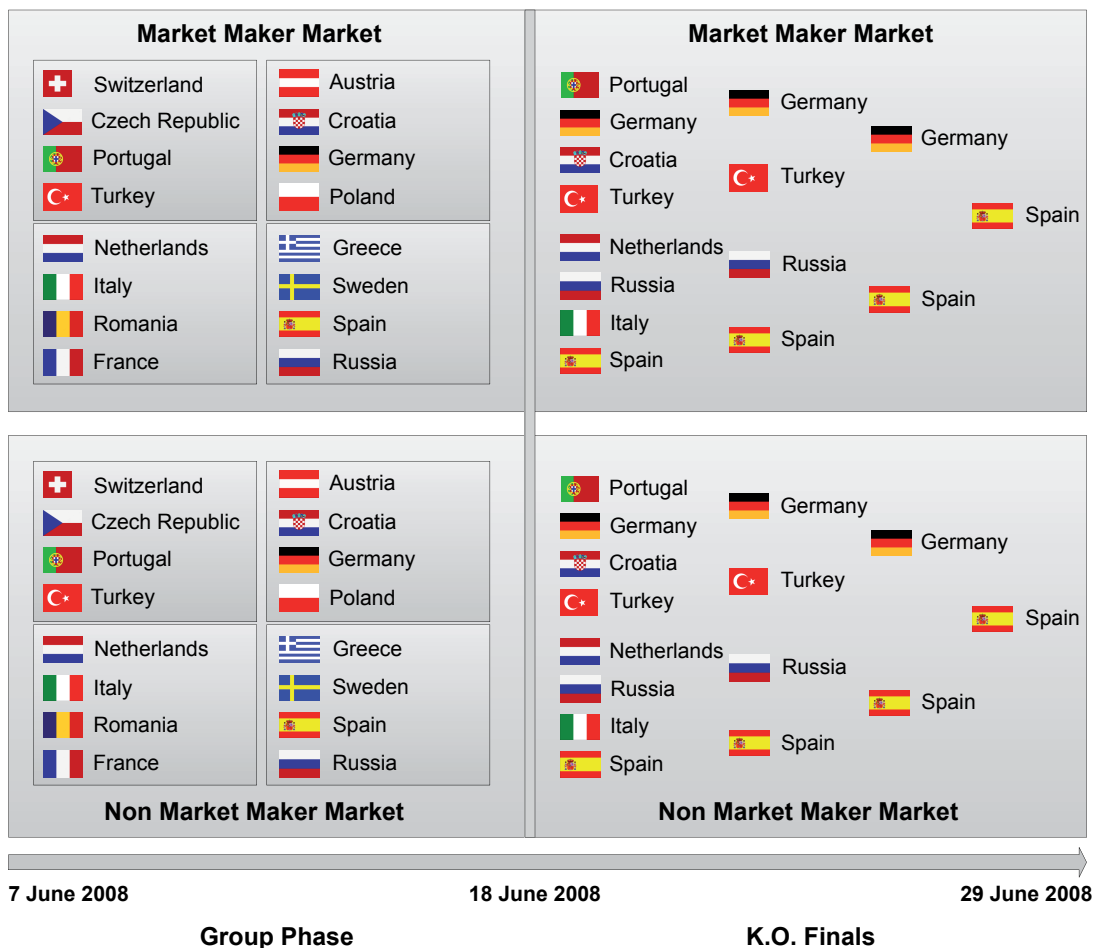 Market Maker Market
Switzerland
Czech Republic
Portugal
Turkey
Austria
Croatia
Germany
Poland
Netherlands
Italy
Romania
France
Greece
Sweden
Spain
Russia
Market Maker Market
Portugal
Germany
Croatia
Turkey
Netherlands
Russia
Italy
Spain
Germany
Turkey
Russia
Spain
Germany
Spain
Spain
Switzerland
Czech Republic
Portugal
Turkey
Austria
Croatia
Germany
Poland
Netherlands
Italy
Romania
France
Greece
Sweden
Spain
Russia
Non Market Maker Market
Portugal
Germany
Croatia
Turkey
Netherlands
Russia
Italy
Spain
Germany
Turkey
Russia
Spain
Germany
Spain
Spain
Non Market Maker Market
7 June 2008
18 June 2008
29 June 2008
Group Phase
K.O. Finals